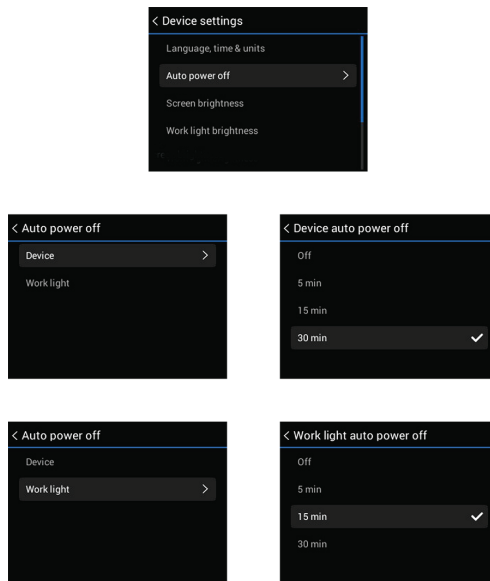 Device settings
Language, time & units
Auto power off
Screen brightness
Work light brightness
Auto power off
Device
Work light
Device auto power off
Off
5 min
15 min
30 min
Auto power off
Device
Work light
Work light auto power off
Off
5 min
15 min
30 min